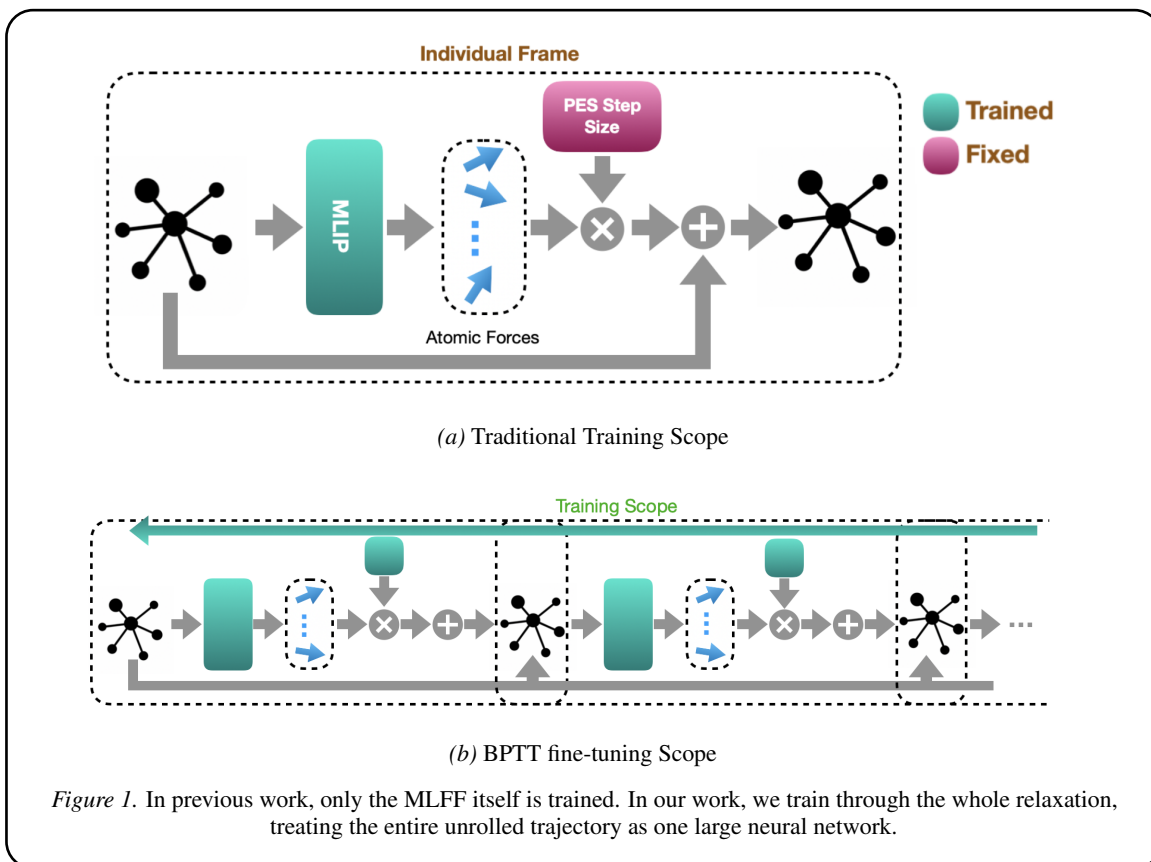 Individual Frame
PES Step
Size
Trained
Fixed
MLIP
Atomic Forces
(a) Traditional Training Scope
Training Scope
...
(b) BPTT fine-tuning Scope
Figure 1. In previous work, only the MLFF itself is trained. In our work, we train through the whole relaxation,
treating the entire unrolled trajectory as one large neural network.